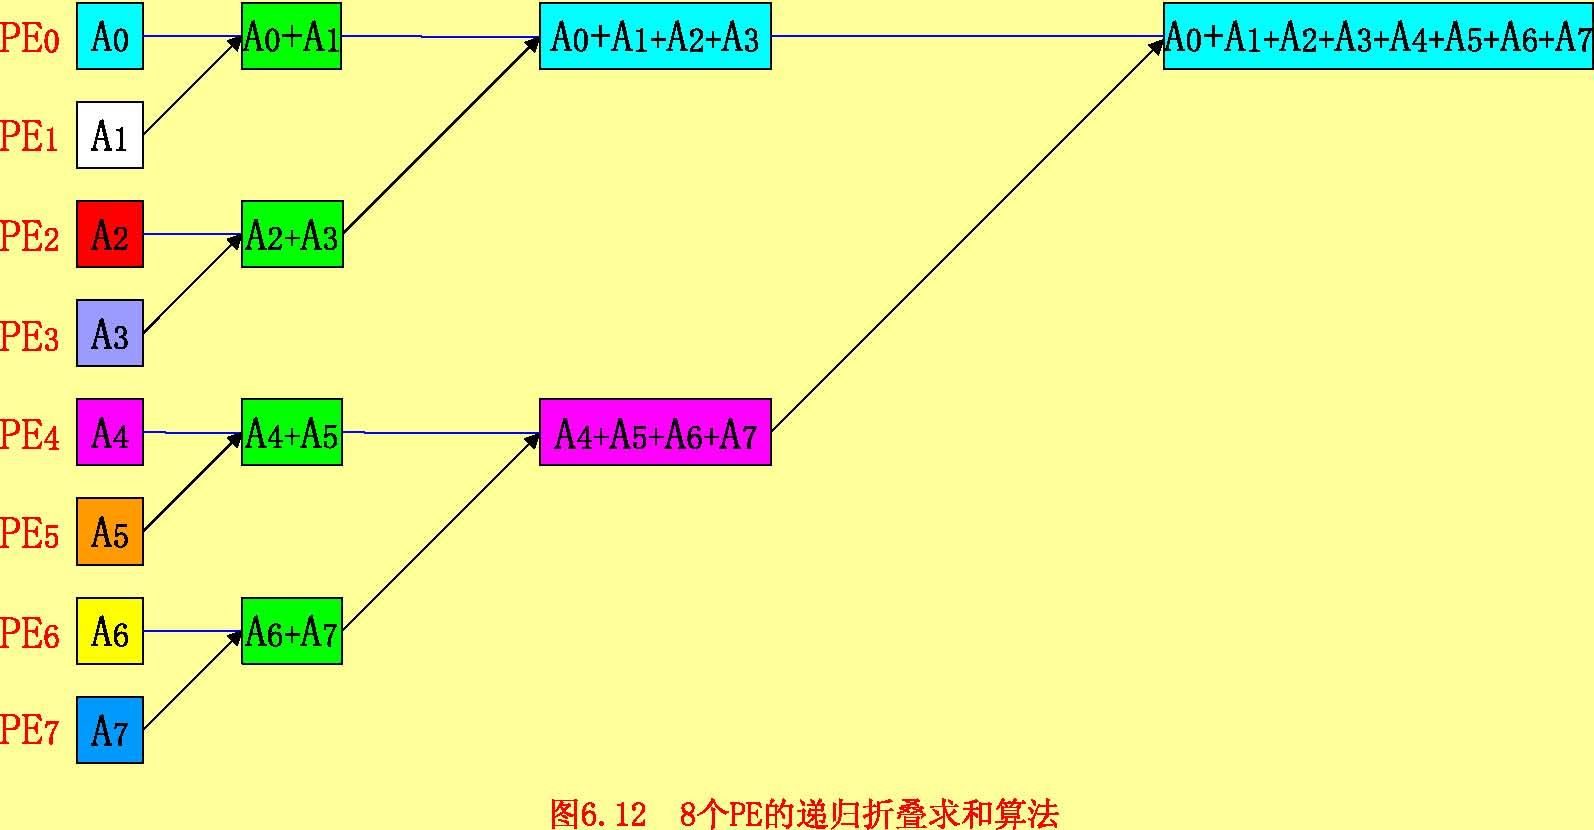 PE0 A0 A0+A1 A0+A1+A2+A3 A0+A1+A2+A3+A4+A5+A6+A7
PE1 A1
PE2 A2 A2+A3
PE3 A3
PE4 A4 A4+A5 A4+A5+A6+A7
PE5 A5
PE6 A6 A6+A7
PE7 A7
图6.12 8个PE的递归折叠求和算法